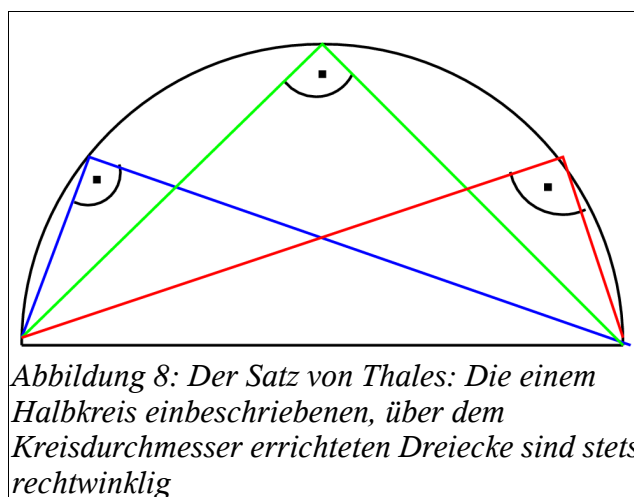 Abbildung 8: Der Satz von Thales: Die einem
Halbkreis einbeschriebenen, über dem
Kreisdurchmesser errichteten Dreiecke sind stets
rechtwinklig